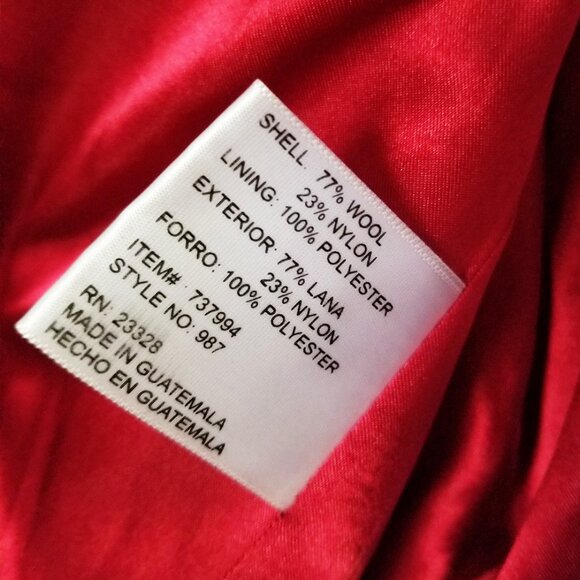 SHELL. 77% WOOL
23% NYLON
LINING: 100% POLYESTER
EXTERIOR: 77% LANA
23% NYLON
FORRO: 100% POLYESTER
ITEM#: 737994
STYLE NO: 987
RN: 23328
MADE IN GUATEMALA
HECHO EN GUATEMALA